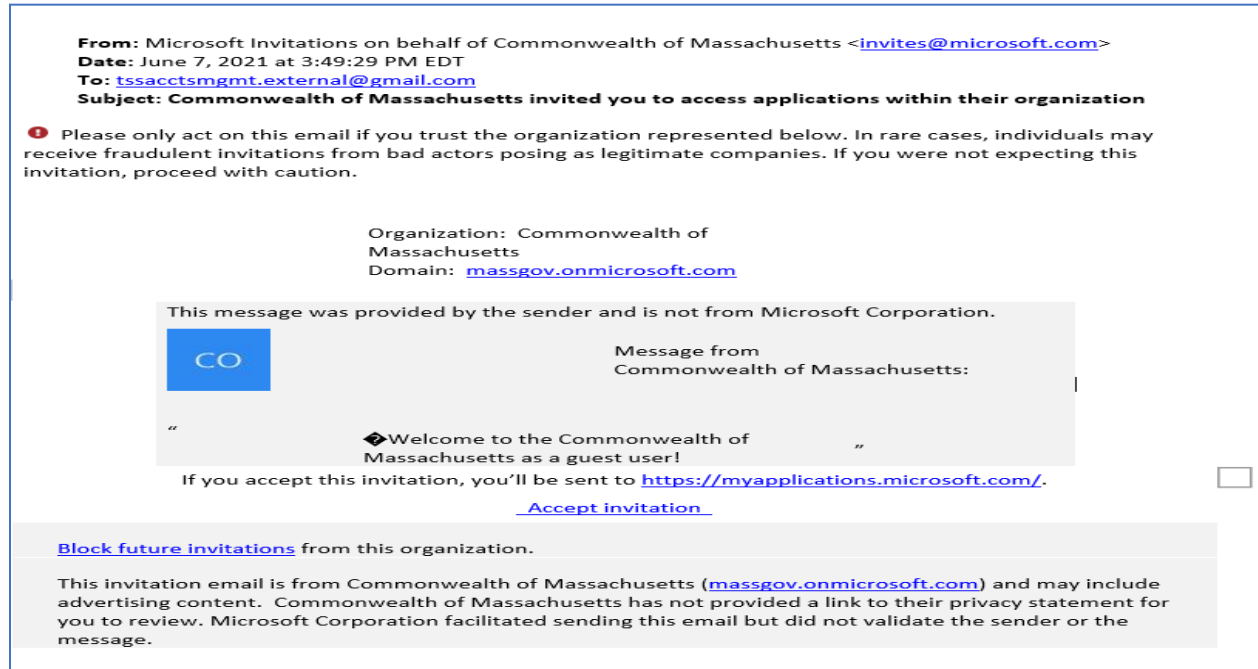 From: Microsoft Invitations on behalf of Commonwealth of Massachusetts <invites@microsoft.com>
Date: June 7, 2021 at 3:49:29 PM EDT
To: tssacctsmgmt.external@gmail.com
Subject: Commonwealth of Massachusetts invited you to access applications within their organization
Please only act on this email if you trust the organization represented below. In rare cases, individuals may
receive fraudulent invitations from bad actors posing as legitimate companies. If you were not expecting this
invitation, proceed with caution.
Organization: Commonwealth of
Massachusetts
Domain: massgov.onmicrosoft.com
This message was provided by the sender and is not from Microsoft Corporation.
CO
Message from
Commonwealth of Massachusetts:
“
�Welcome to the Commonwealth of
Massachusetts as a guest user!
”
If you accept this invitation, you’ll be sent to https://myapplications.microsoft.com/.
Accept invitation
Block future invitations from this organization.
This invitation email is from Commonwealth of Massachusetts (massgov.onmicrosoft.com) and may include
advertising content. Commonwealth of Massachusetts has not provided a link to their privacy statement for
you to review. Microsoft Corporation facilitated sending this email but did not validate the sender or the
message.